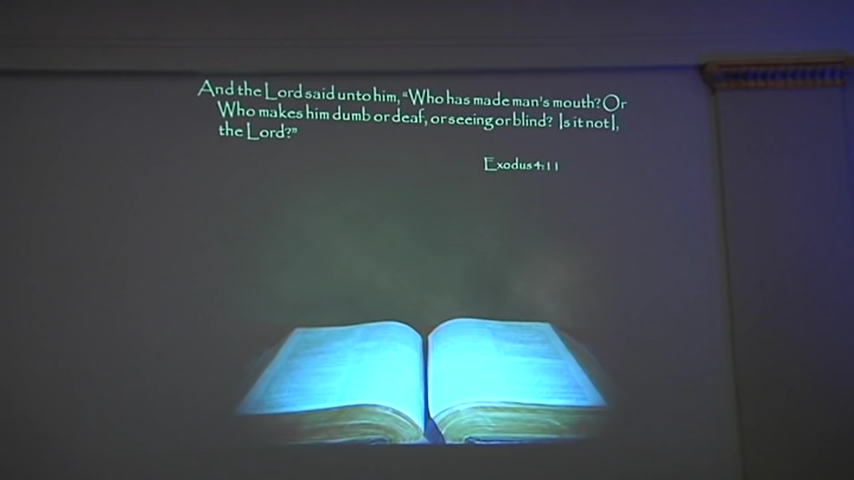 And the Lord said unto him, "Who has made man's mouth? Or
Who makes him dumb or deaf, or seeing or blind? Is it not I,
the Lord?"
Exodus 4:11